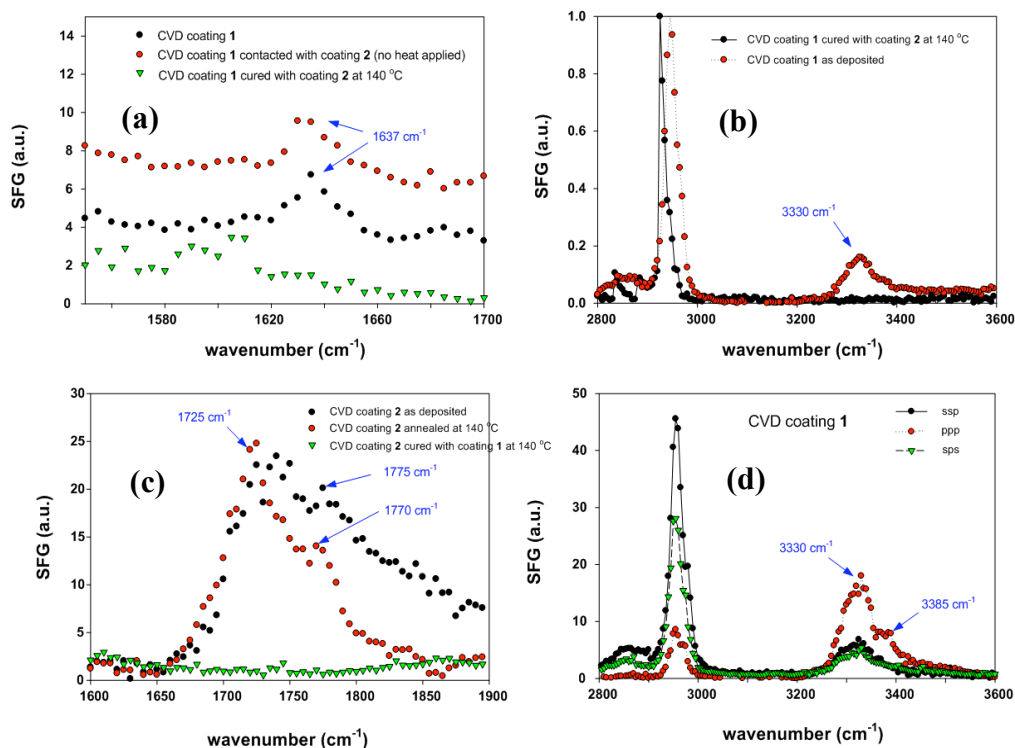 14
12
10
8
6
4
2
0
SFG (a.u.)
CVD coating 1
CVD coating 1 contacted with coating 2 (no heat applied)
CVD coating 1 cured with coating 2 at 140 °C
(a)
1637 cm-1
1580 1620 1660 1700
wavenumber (cm-1)
1.0
0.8
0.6
0.4
0.2
0.0
SFG (a.u.)
CVD coating 1 cured with coating 2 at 140 °C
CVD coating 1 as deposited
(b)
3330 cm-1
2800 3000 3200 3400 3600
wavenumber (cm-1)
30
25
20
15
10
5
0
SFG (a.u.)
CVD coating 2 as deposited
CVD coating 2 annealed at 140 °C
CVD coating 2 cured with coating 1 at 140 °C
1725 cm-1
(c)
1775 cm-1
1770 cm-1
1600 1650 1700 1750 1800 1850 1900
wavenumber (cm-1)
50
40
30
20
10
0
SFG (a.u.)
CVD coating 1
ssp
ppp
sps
(d)
3330 cm-1
3385 cm-1
2800 3000 3200 3400 3600
wavenumber (cm-1)